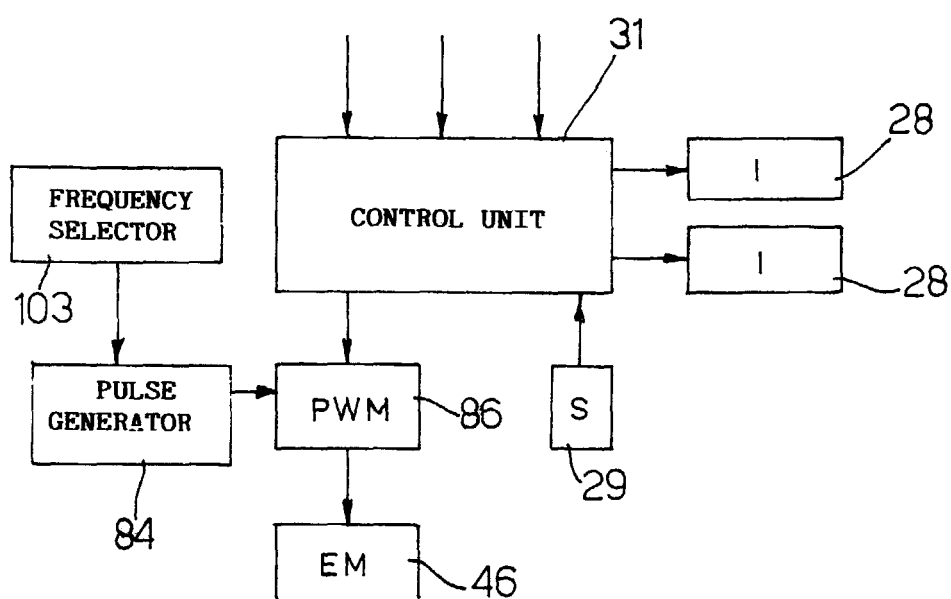 31
28
I
FREQUENCY
SELECTOR
CONTROL UNIT
I
28
103
PULSE
GENERATOR
PWM
86
S
29
84
EM
46